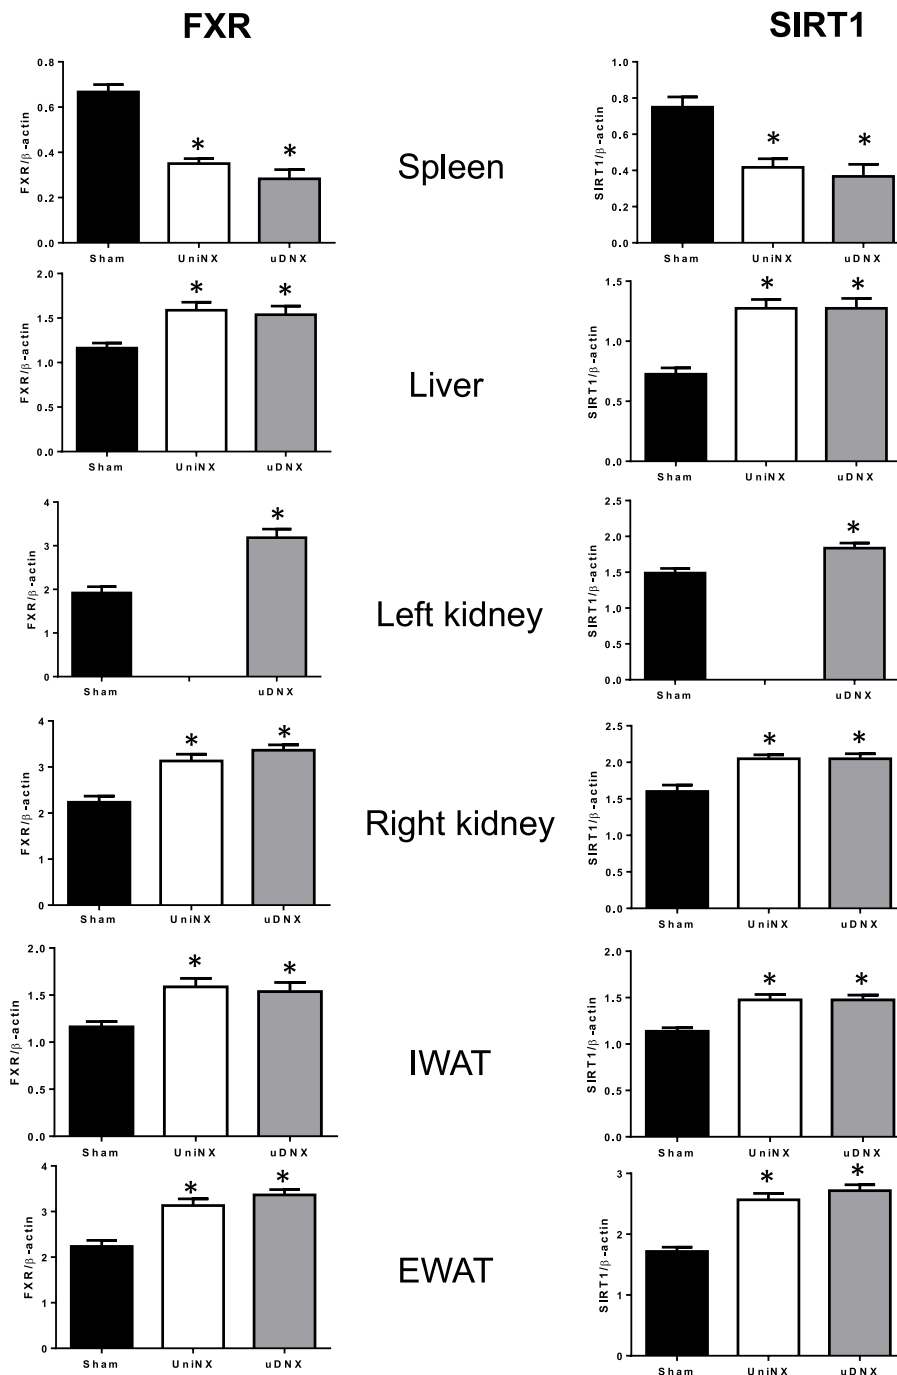 FXR
SIRT1
FXR/β-actin
0.8
0.6
0.4
0.2
0.0
*
*
Sham
UniNX
uDNX
Spleen
SIRT1/β-actin
1.0
0.8
0.6
0.4
0.2
0.0
*
*
Sham
UniNX
uDNX
FXR/β-actin
2.0
1.5
1.0
0.5
0.0
*
*
Sham
UniNX
uDNX
Liver
SIRT1/β-actin
1.5
1.0
0.5
0.0
*
*
Sham
UniNX
uDNX
FXR/β-actin
4
3
2
1
0
*
Sham
uDNX
Left kidney
SIRT1/β-actin
2.5
2.0
1.5
1.0
0.5
0.0
*
Sham
uDNX
FXR/β-actin
4
3
2
1
0
*
*
Sham
UniNX
uDNX
Right kidney
SIRT1/β-actin
2.5
2.0
1.5
1.0
0.5
0.0
*
*
Sham
UniNX
uDNX
FXR/β-actin
2.0
1.5
1.0
0.5
0.0
*
*
Sham
UniNX
uDNX
IWAT
SIRT1/β-actin
2.0
1.5
1.0
0.5
0.0
*
*
Sham
UniNX
uDNX
FXR/β-actin
4
3
2
1
0
*
*
Sham
UniNX
uDNX
EWAT
SIRT1/β-actin
3
2
1
0
*
*
Sham
UniNX
uDNX